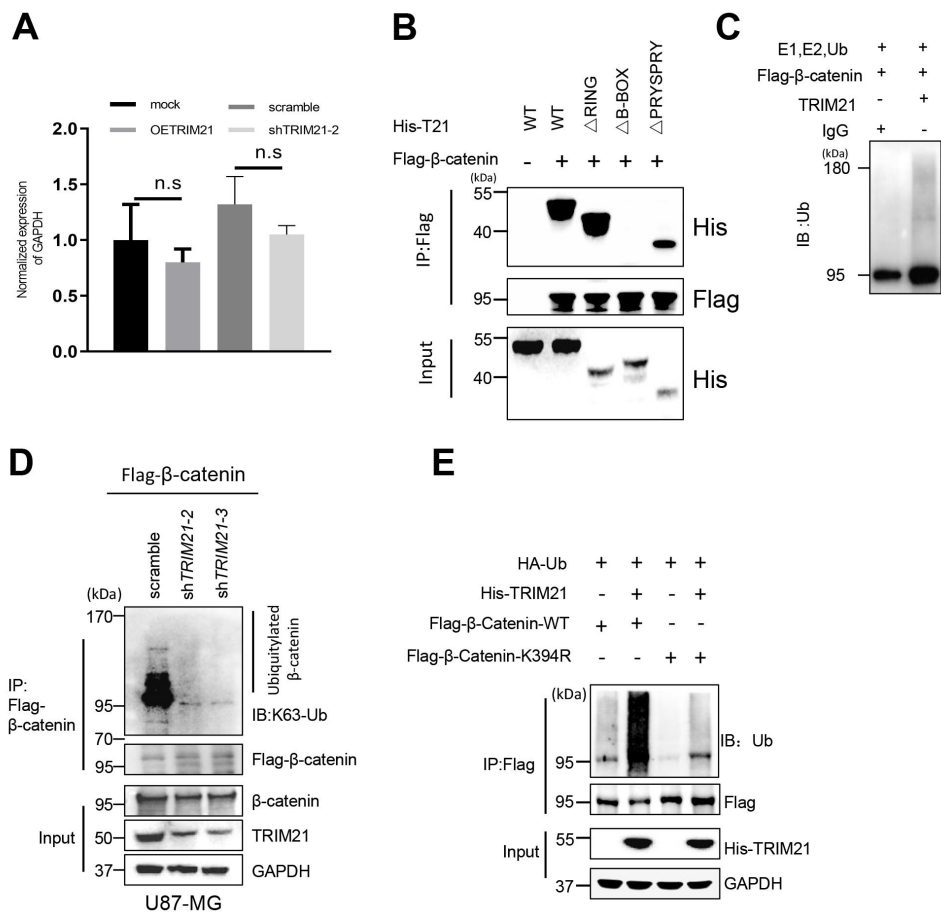 A
mock
scramble
OETRIM21
shTRIM21-2
Normalized expression
of GAPDH
2.0
1.5
1.0
0.5
0.0
n.s
n.s
B
His-T21
WT
WT
△RING
△B-BOX
△PRYSPRY
Flag-β-catenin
- + + + +
(kDa)
IP:Flag
55
40
His
95
Flag
Input
55
40
His
C
E1,E2,Ub + +
Flag-β-catenin + +
TRIM21 - +
IgG + -
(kDa)
180
95
IB :Ub
D
Flag-β-catenin
scramble
shTRIM21-2
shTRIM21-3
(kDa)
170
95
70
Ubiquitylated
β-catenin
IP:
Flag-
β-catenin
IB:K63-Ub
95
Flag-β-catenin
Input
95
β-catenin
50
TRIM21
37
GAPDH
U87-MG
E
HA-Ub + + + +
His-TRIM21 - + - +
Flag-β-Catenin-WT + + - -
Flag-β-Catenin-K394R - - + +
(kDa)
IP:Flag
95
IB: Ub
95
Flag
Input
55
His-TRIM21
37
GAPDH